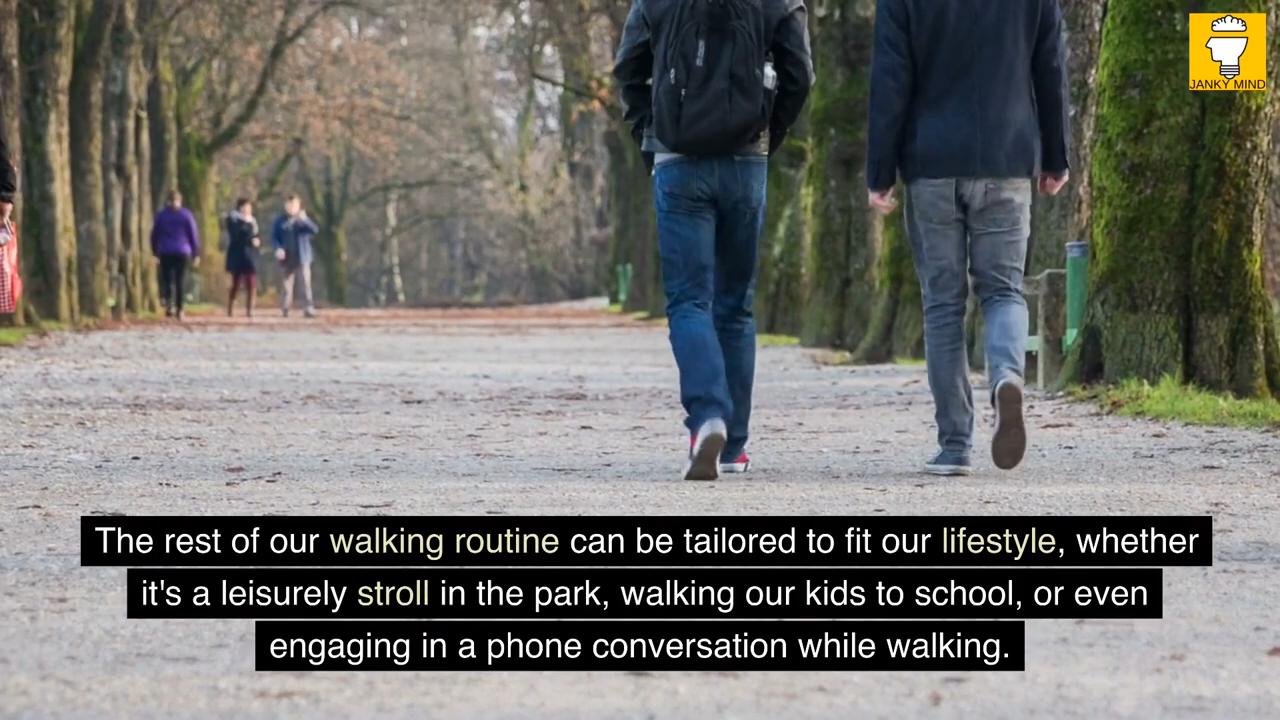 JANKY MIND
The rest of our walking routine can be tailored to fit our lifestyle, whether
it's a leisurely stroll in the park, walking our kids to school, or even
engaging in a phone conversation while walking.